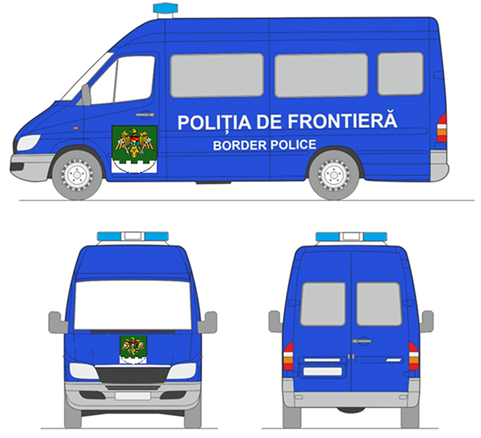 POLIȚIA DE FRONTIERĂ
BORDER POLICE